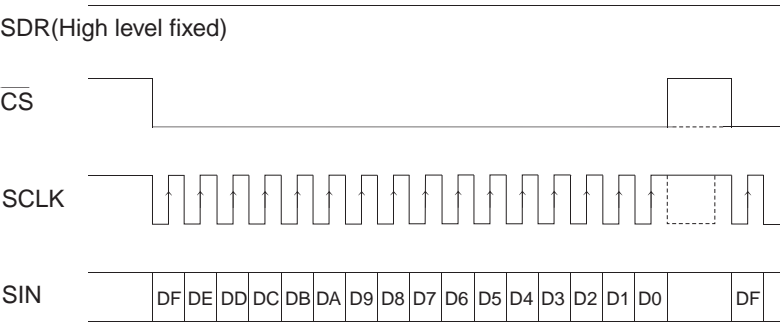 SDR(High level fixed)
CS
SCLK
SIN DF DE DD DC DB DA D9 D8 D7 D6 D5 D4 D3 D2 D1 D0 DF